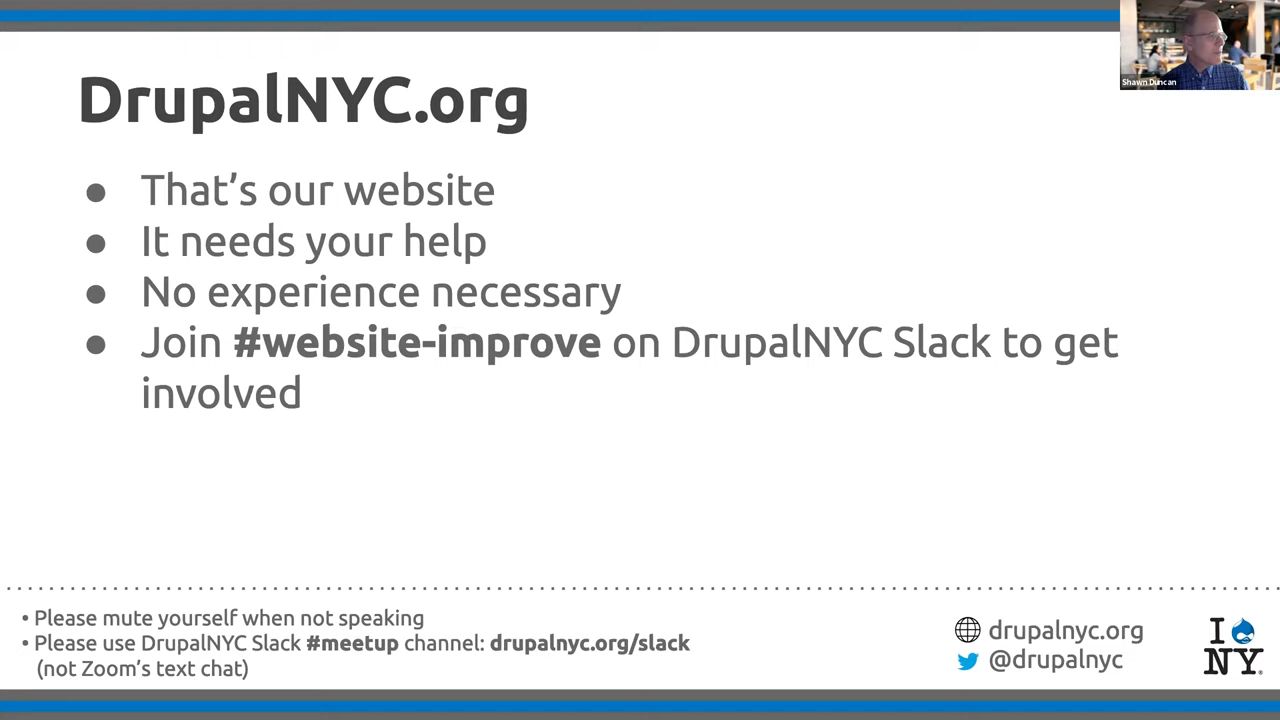 Shawn Duncan
DrupalNYC.org
● That's our website
● It needs your help
● No experience necessary
● Join #website-improve on DrupalNYC Slack to get
involved
• Please mute yourself when not speaking
• Please use DrupalNYC Slack #meetup channel: drupalnyc.org/slack
(not Zoom's text chat)
drupalnyc.org
@drupalnyc
I
NY®